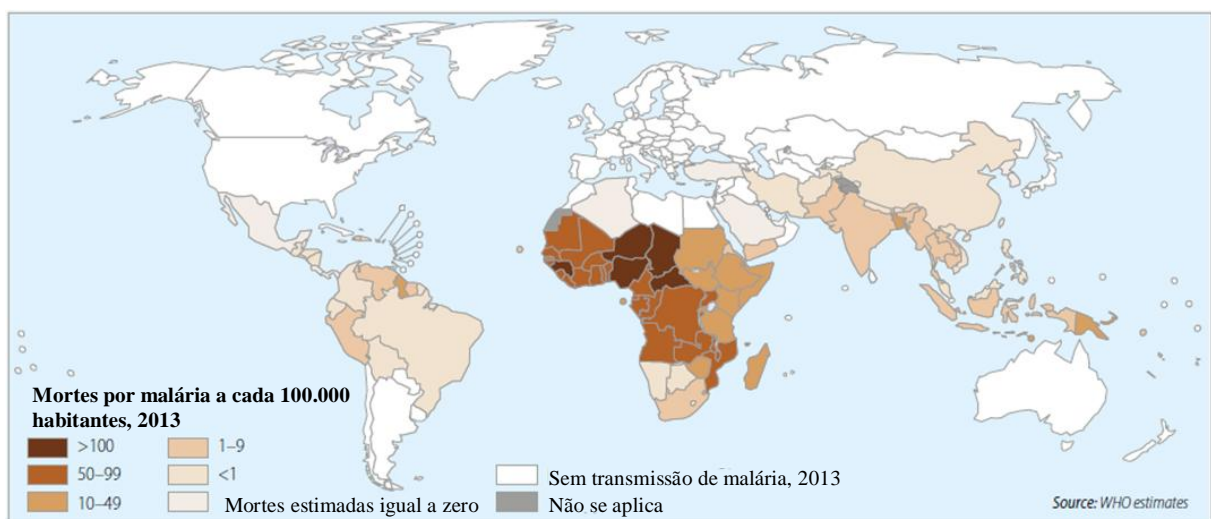 Mortes por malária a cada 100.000
habitantes, 2013
>100
50–99
10–49
1–9
<1
Mortes estimadas igual a zero
Sem transmissão de malária, 2013
Não se aplica
Source: WHO estimates